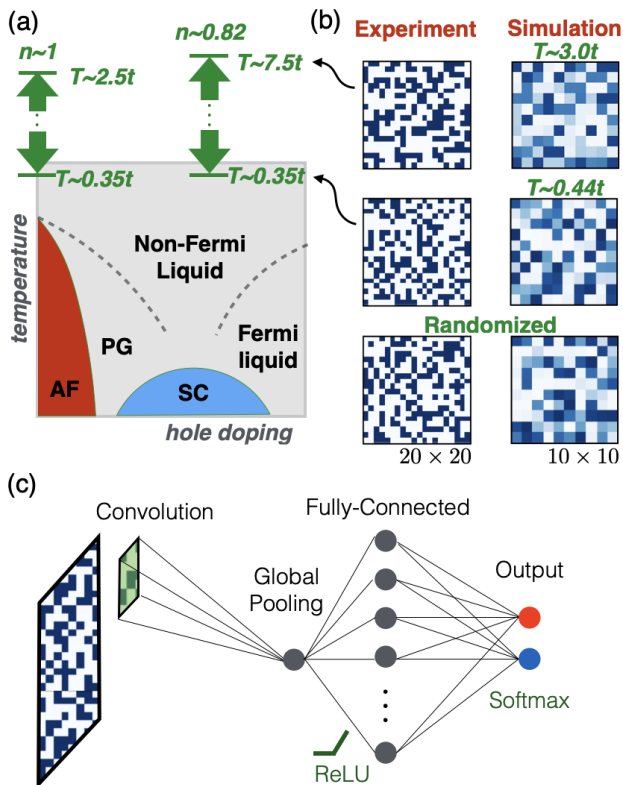 (a)
n~1
T~2.5t
T~0.35t
n~0.82
T~7.5t
T~0.35t
temperature
Non-Fermi
Liquid
PG
Fermi
liquid
AF
SC
hole doping
(b)
Experiment
Simulation
T~3.0t
T~0.44t
Randomized
20 × 20
10 × 10
(c)
Convolution
Global
Pooling
Fully-Connected
Output
Softmax
ReLU